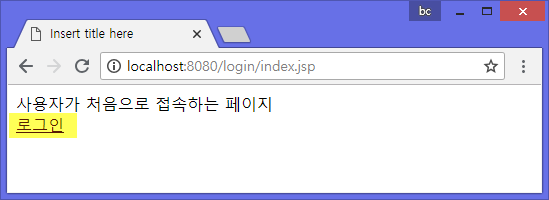 bc
Insert title here
localhost:8080/login/index.jsp
사용자가 처음으로 접속하는 페이지
로그인